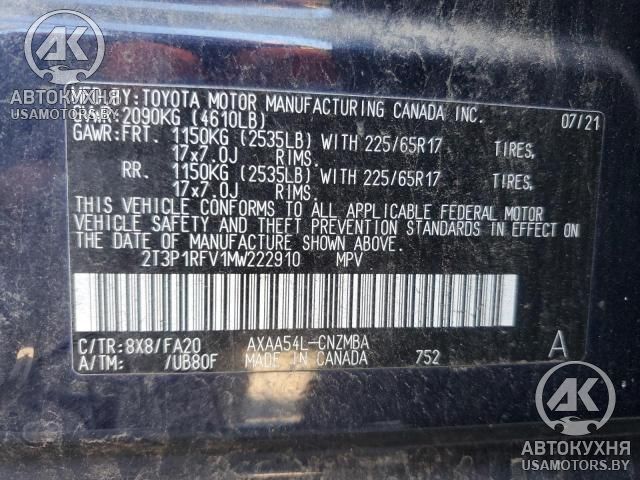 АК
АВТОКУХНЯ
USAMOTORS.BY
BY: TOYOTA MOTOR MANUFACTURING CANADA INC.
GVWR: 2090KG (4610LB) 07/21
GAWR: FRT. 1150KG (2535LB) WITH 225/65R17 TIRES,
17x7.0J RIMS.
RR. 1150KG (2535LB) WITH 225/65R17 TIRES,
17x7.0J RIMS.
THIS VEHICLE CONFORMS TO ALL APPLICABLE FEDERAL MOTOR
VEHICLE SAFETY AND THEFT PREVENTION STANDARDS IN EFFECT ON
THE DATE OF MANUFACTURE SHOWN ABOVE.
2T3P1RFV1MW222910 MPV
C/TR: 8X8/FA20 AXAA54L-CNZMBA A
A/TM: /UB80F MADE IN CANADA 752
АК
АВТОКУХНЯ
USAMOTORS.BY